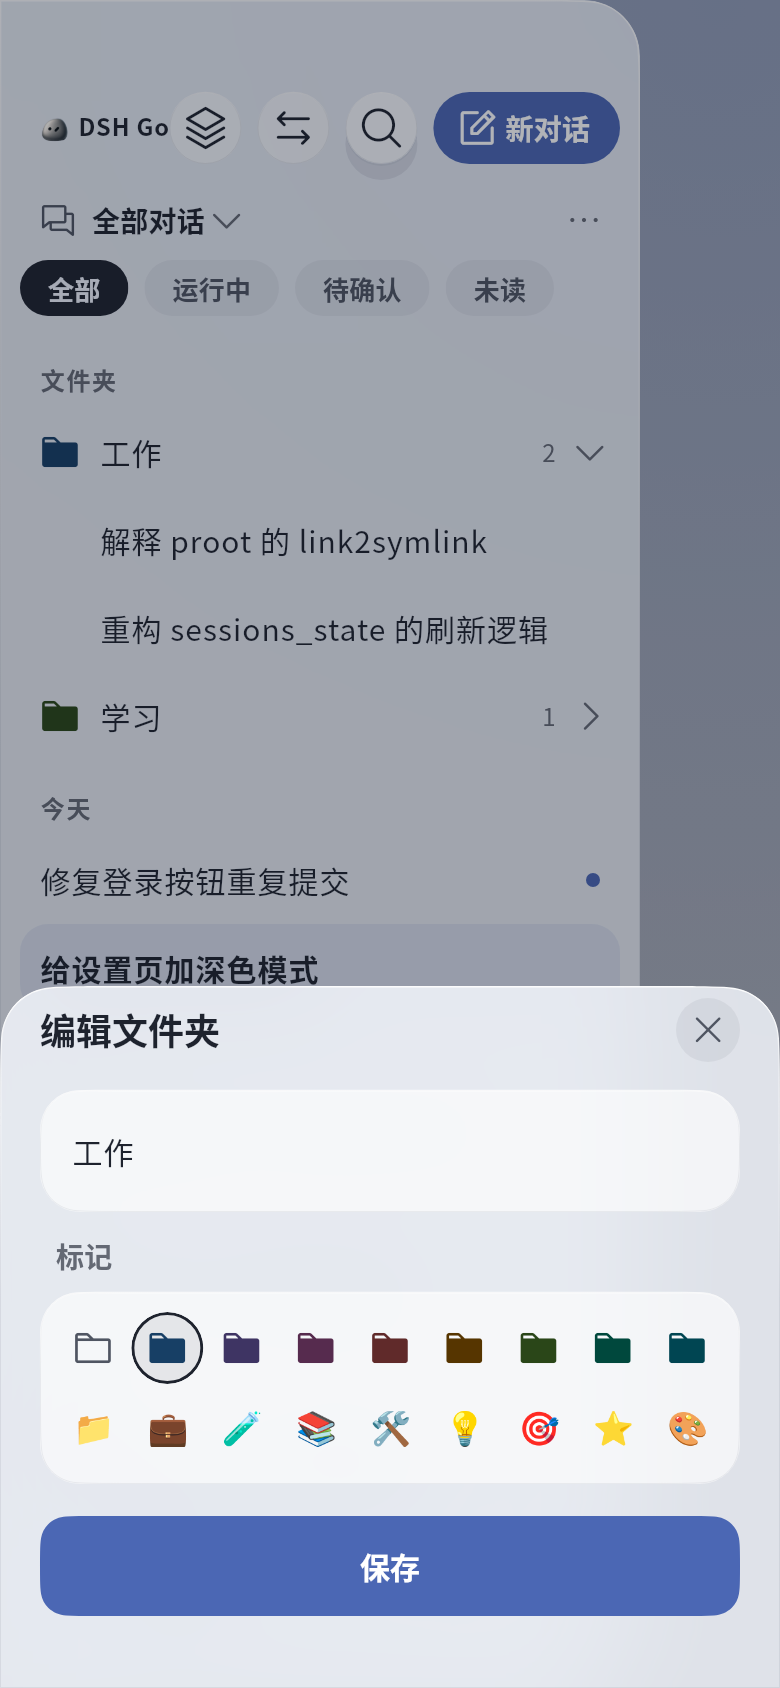 DSH Go
新对话
全部对话
全部 运行中 待确认 未读
文件夹
工作 2
解释 proot 的 link2symlink
重构 sessions_state 的刷新逻辑
学习 1
今天
修复登录按钮重复提交
给设置页加深色模式
编辑文件夹
工作
标记
保存